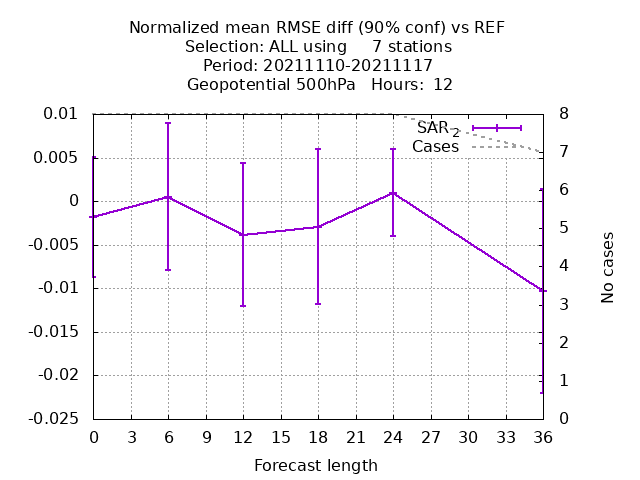 Normalized mean RMSE diff (90% conf) vs REF
Selection: ALL using     7 stations
Period: 20211110-20211117
Geopotential 500hPa   Hours:  12
0.01
0.005
0
-0.005
-0.01
-0.015
-0.02
-0.025
SAR 2
Cases
8
7
6
5
4
3
2
1
0
No cases
0 3 6 9 12 15 18 21 24 27 30 33 36
Forecast length